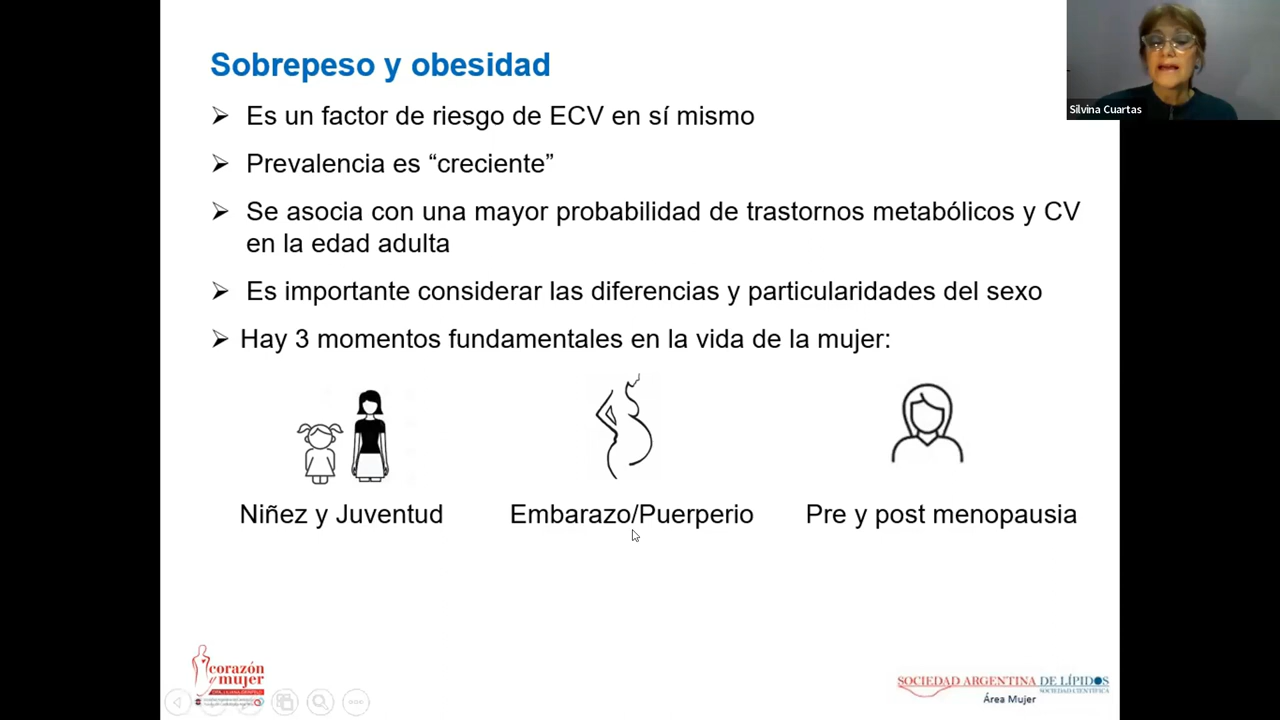 Sobrepeso y obesidad
Silvina Cuartas
➢ Es un factor de riesgo de ECV en sí mismo
➢ Prevalencia es “creciente”
➢ Se asocia con una mayor probabilidad de trastornos metabólicos y CV
en la edad adulta
➢ Es importante considerar las diferencias y particularidades del sexo
➢ Hay 3 momentos fundamentales en la vida de la mujer:
Niñez y Juventud
Embarazo/Puerperio
Pre y post menopausia
corazón
y mujer
SOCIEDAD ARGENTINA DE LÍPIDOS
SOCIEDAD CIENTÍFICA
Área Mujer